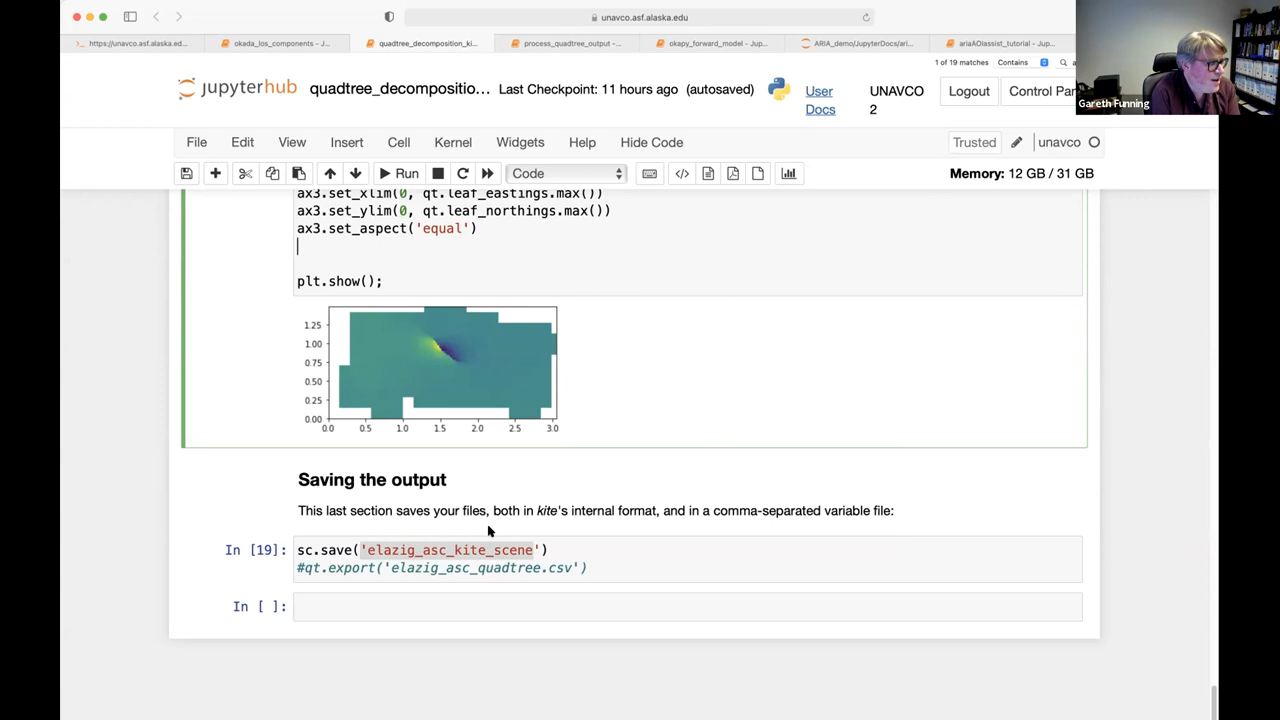 unavco.asf.alaska.edu
https://unavco.asf.alaska.ed...
okada_los_components - J...
quadtree_decomposition_ki...
process_quadtree_output -...
okapy_forward_model - Jup...
ARIA_demo/JupyterDocs/ari...
ariaAOIassist_tutorial - Jup...
1 of 19 matches
Contains
Gareth Funning
jupyterhub
quadtree_decompositio...
Last Checkpoint: 11 hours ago (autosaved)
User Docs
UNAVCO 2
Logout
Control Pan
File
Edit
View
Insert
Cell
Kernel
Widgets
Help
Hide Code
Trusted
unavco
Run
Code
Memory: 12 GB / 31 GB
ax3.set_xlim(0, qt.leaf_eastings.max())
ax3.set_ylim(0, qt.leaf_northings.max())
ax3.set_aspect('equal')
plt.show();
1.25
1.00
0.75
0.50
0.25
0.00
0.0 0.5 1.0 1.5 2.0 2.5 3.0
Saving the output
This last section saves your files, both in kite's internal format, and in a comma-separated variable file:
In [19]:
sc.save('elazig_asc_kite_scene')
#qt.export('elazig_asc_quadtree.csv')
In [ ]: